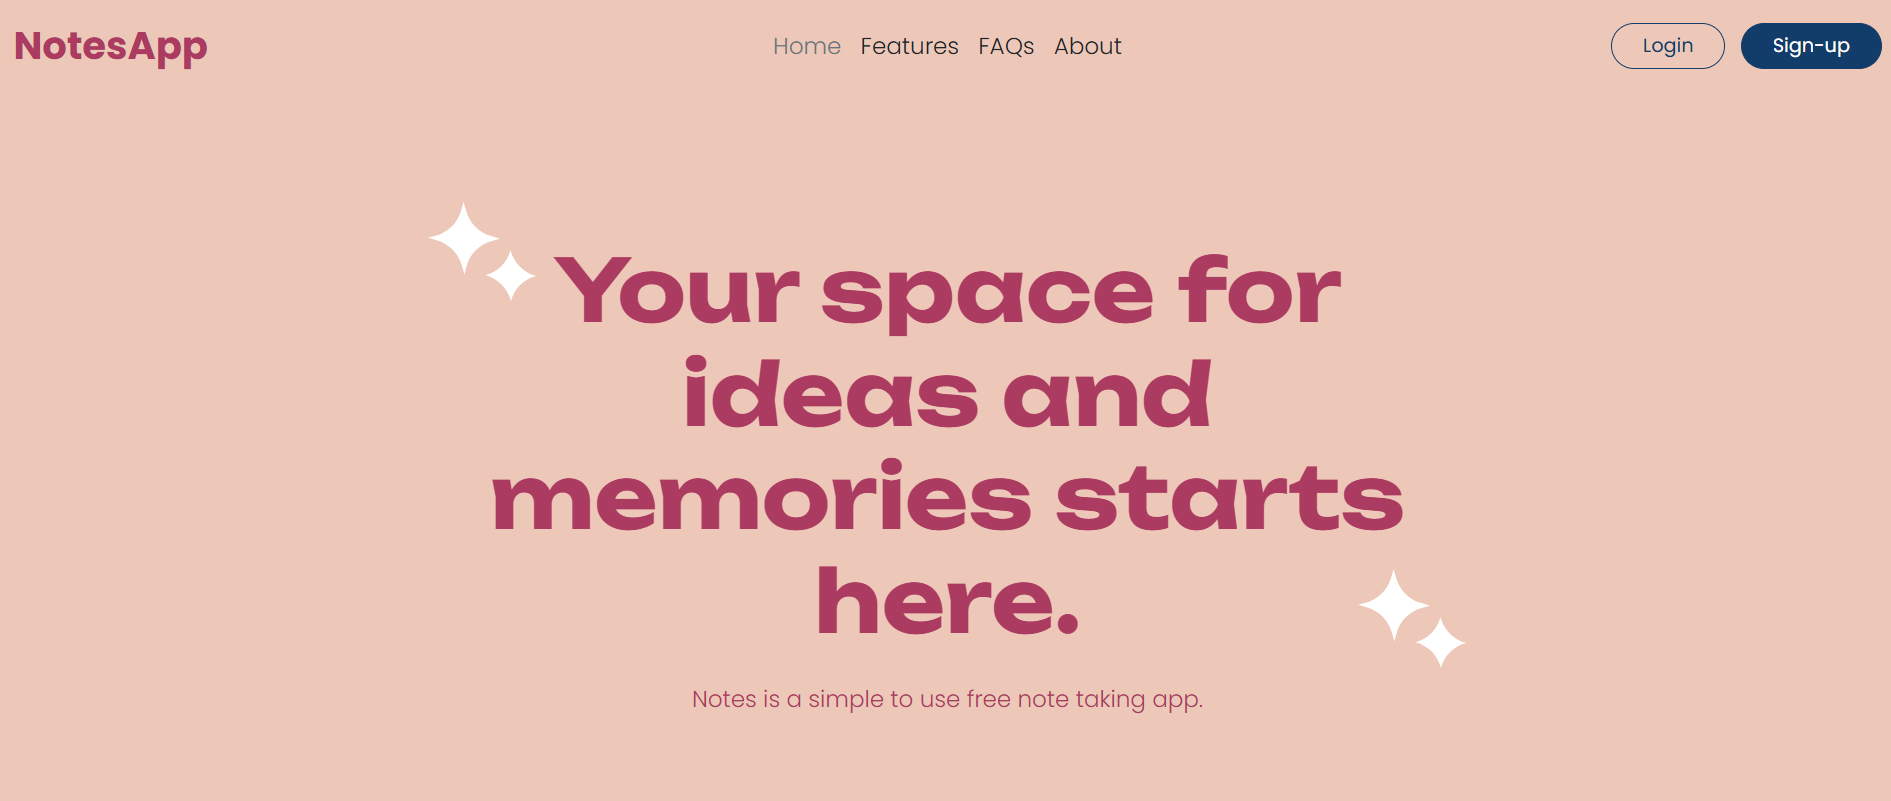 NotesApp
Home Features FAQs About
Login Sign-up
Your space for
ideas and
memories starts
here.
Notes is a simple to use free note taking app.